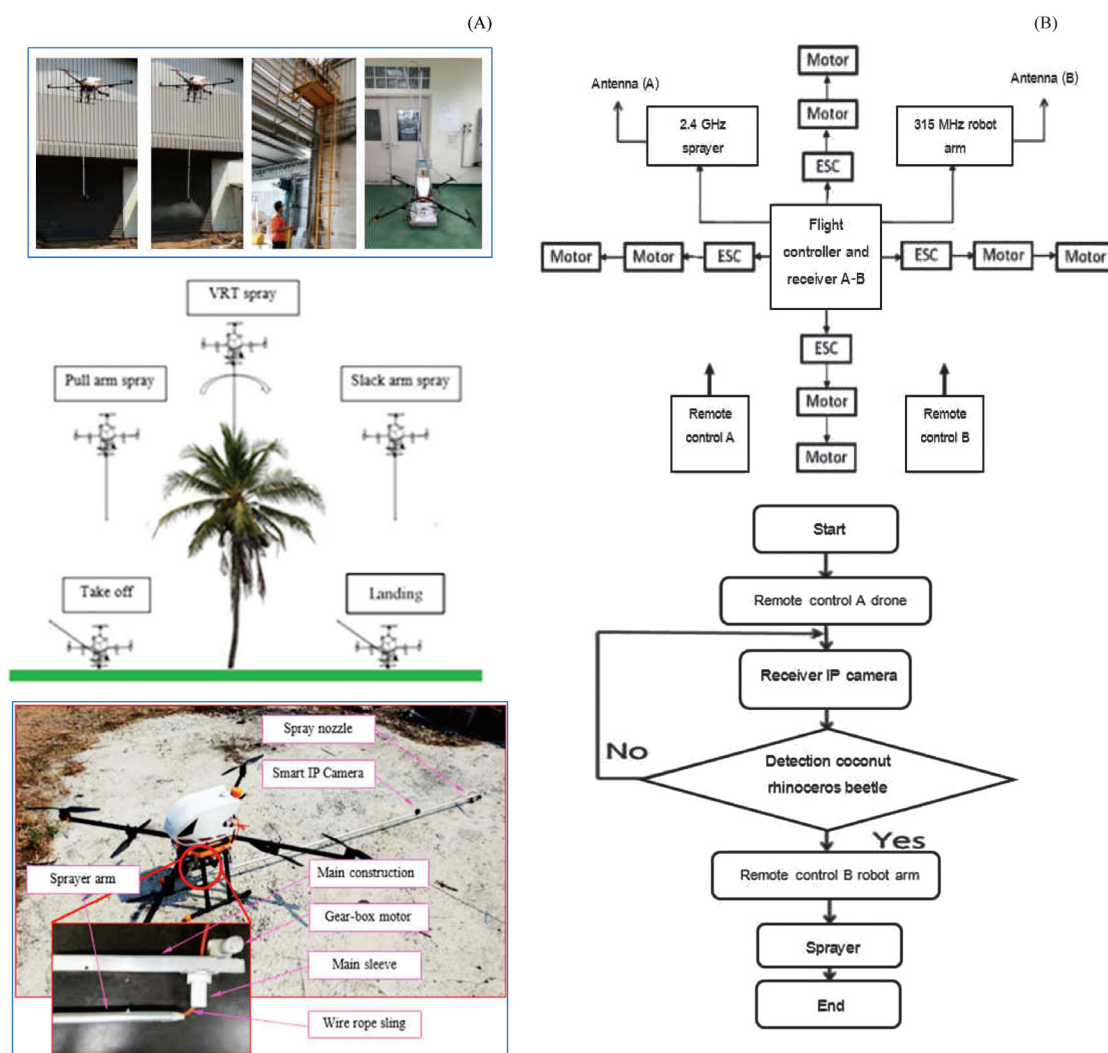 (A)
VRT spray
Pull arm spray
Slack arm spray
Take off
Landing
Spray nozzle
Smart IP Camera
Sprayer arm
Main construction
Gear-box motor
Main sleeve
Wire rope sling
(B)
Motor
Antenna (A)
Antenna (B)
Motor
2.4 GHz
sprayer
315 MHz robot
arm
ESC
Flight
controller and
receiver A-B
Motor
Motor
ESC
ESC
Motor
Motor
ESC
Remote
control A
Motor
Remote
control B
Motor
Start
Remote control A drone
Receiver IP camera
No
Detection coconut
rhinoceros beetle
Yes
Remote control B robot arm
Sprayer
End